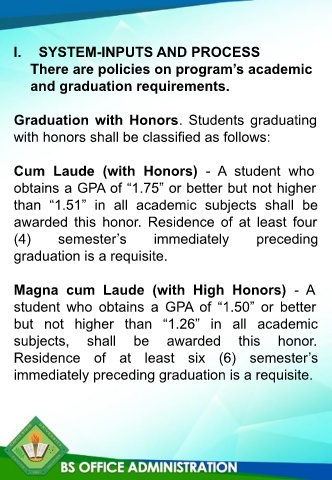 I. SYSTEM-INPUTS AND PROCESS
There are policies on program’s academic
and graduation requirements.
Graduation with Honors. Students graduating
with honors shall be classified as follows:
Cum Laude (with Honors) - A student who
obtains a GPA of “1.75” or better but not higher
than “1.51” in all academic subjects shall be
awarded this honor. Residence of at least four
(4) semester’s immediately preceding
graduation is a requisite.
Magna cum Laude (with High Honors) - A
student who obtains a GPA of “1.50” or better
but not higher than “1.26” in all academic
subjects, shall be awarded this honor.
Residence of at least six (6) semester’s
immediately preceding graduation is a requisite.
BS OFFICE ADMINISTRATION